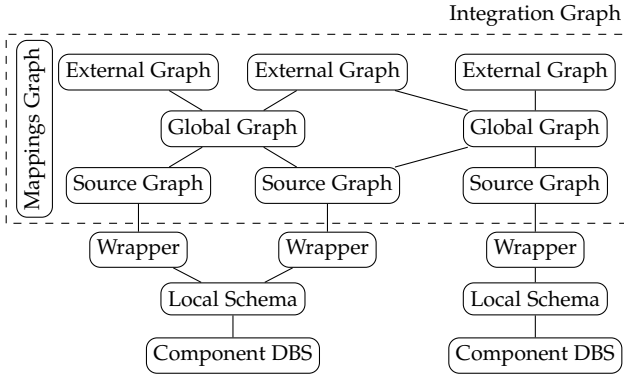 Integration Graph
Mappings Graph
External Graph
External Graph
External Graph
Global Graph
Global Graph
Source Graph
Source Graph
Source Graph
Wrapper
Wrapper
Wrapper
Local Schema
Local Schema
Component DBS
Component DBS